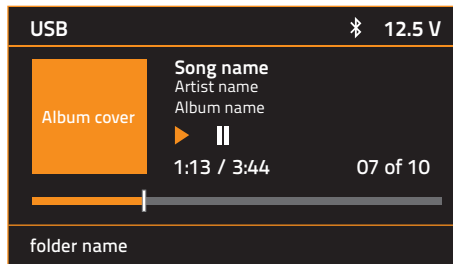 USB 12.5 V
Album cover
Song name
Artist name
Album name
1:13 / 3:44 07 of 10
folder name